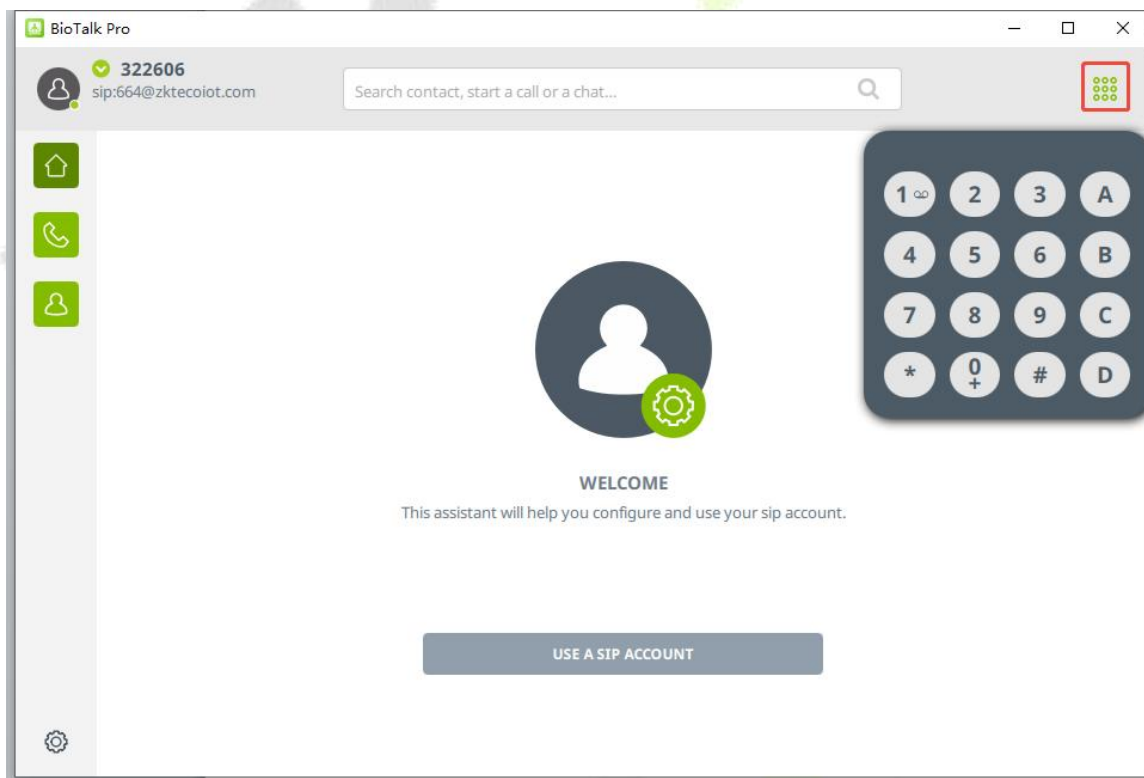 BioTalk Pro
322606
sip:664@zktecoiot.com
Search contact, start a call or a chat...
1 2 3 A
4 5 6 B
7 8 9 C
* 0 # D
+
WELCOME
This assistant will help you configure and use your sip account.
USE A SIP ACCOUNT